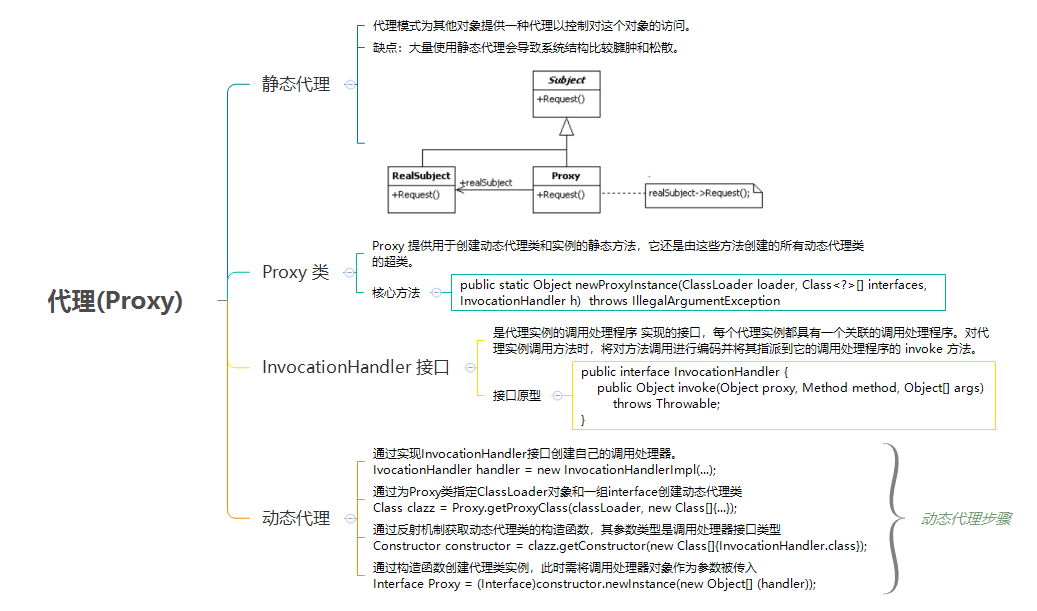 代理(Proxy)
静态代理
代理模式为其他对象提供一种代理以控制对这个对象的访问。
缺点：大量使用静态代理会导致系统结构比较臃肿和松散。
Subject
+Request()
RealSubject
+Request()
+realSubject
Proxy
+Request()
realSubject->Request();
Proxy 类
Proxy 提供用于创建动态代理类和实例的静态方法，它还是由这些方法创建的所有动态代理类
的超类。
核心方法
public static Object newProxyInstance(ClassLoader loader, Class<?>[] interfaces,
InvocationHandler h)  throws IllegalArgumentException
InvocationHandler 接口
是代理实例的调用处理程序 实现的接口，每个代理实例都具有一个关联的调用处理程序。对代
理实例调用方法时，将对方法调用进行编码并将其指派到它的调用处理程序的 invoke 方法。
接口原型
public interface InvocationHandler {
public Object invoke(Object proxy, Method method, Object[] args)
throws Throwable;
}
动态代理
通过实现InvocationHandler接口创建自己的调用处理器。
IvocationHandler handler = new InvocationHandlerImpl(...);
通过为Proxy类指定ClassLoader对象和一组interface创建动态代理类
Class clazz = Proxy.getProxyClass(classLoader, new Class[]{...});
通过反射机制获取动态代理类的构造函数，其参数类型是调用处理器接口类型
Constructor constructor = clazz.getConstructor(new Class[]{InvocationHandler.class});
通过构造函数创建代理类实例，此时需将调用处理器对象作为参数被传入
Interface Proxy = (Interface)constructor.newInstance(new Object[] (handler));
动态代理步骤